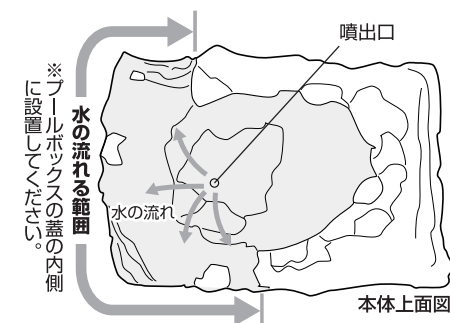 噴出口
水の流れる範囲
※プールボックスの蓋の内側
に設置してください。
水の流れ
本体上面図